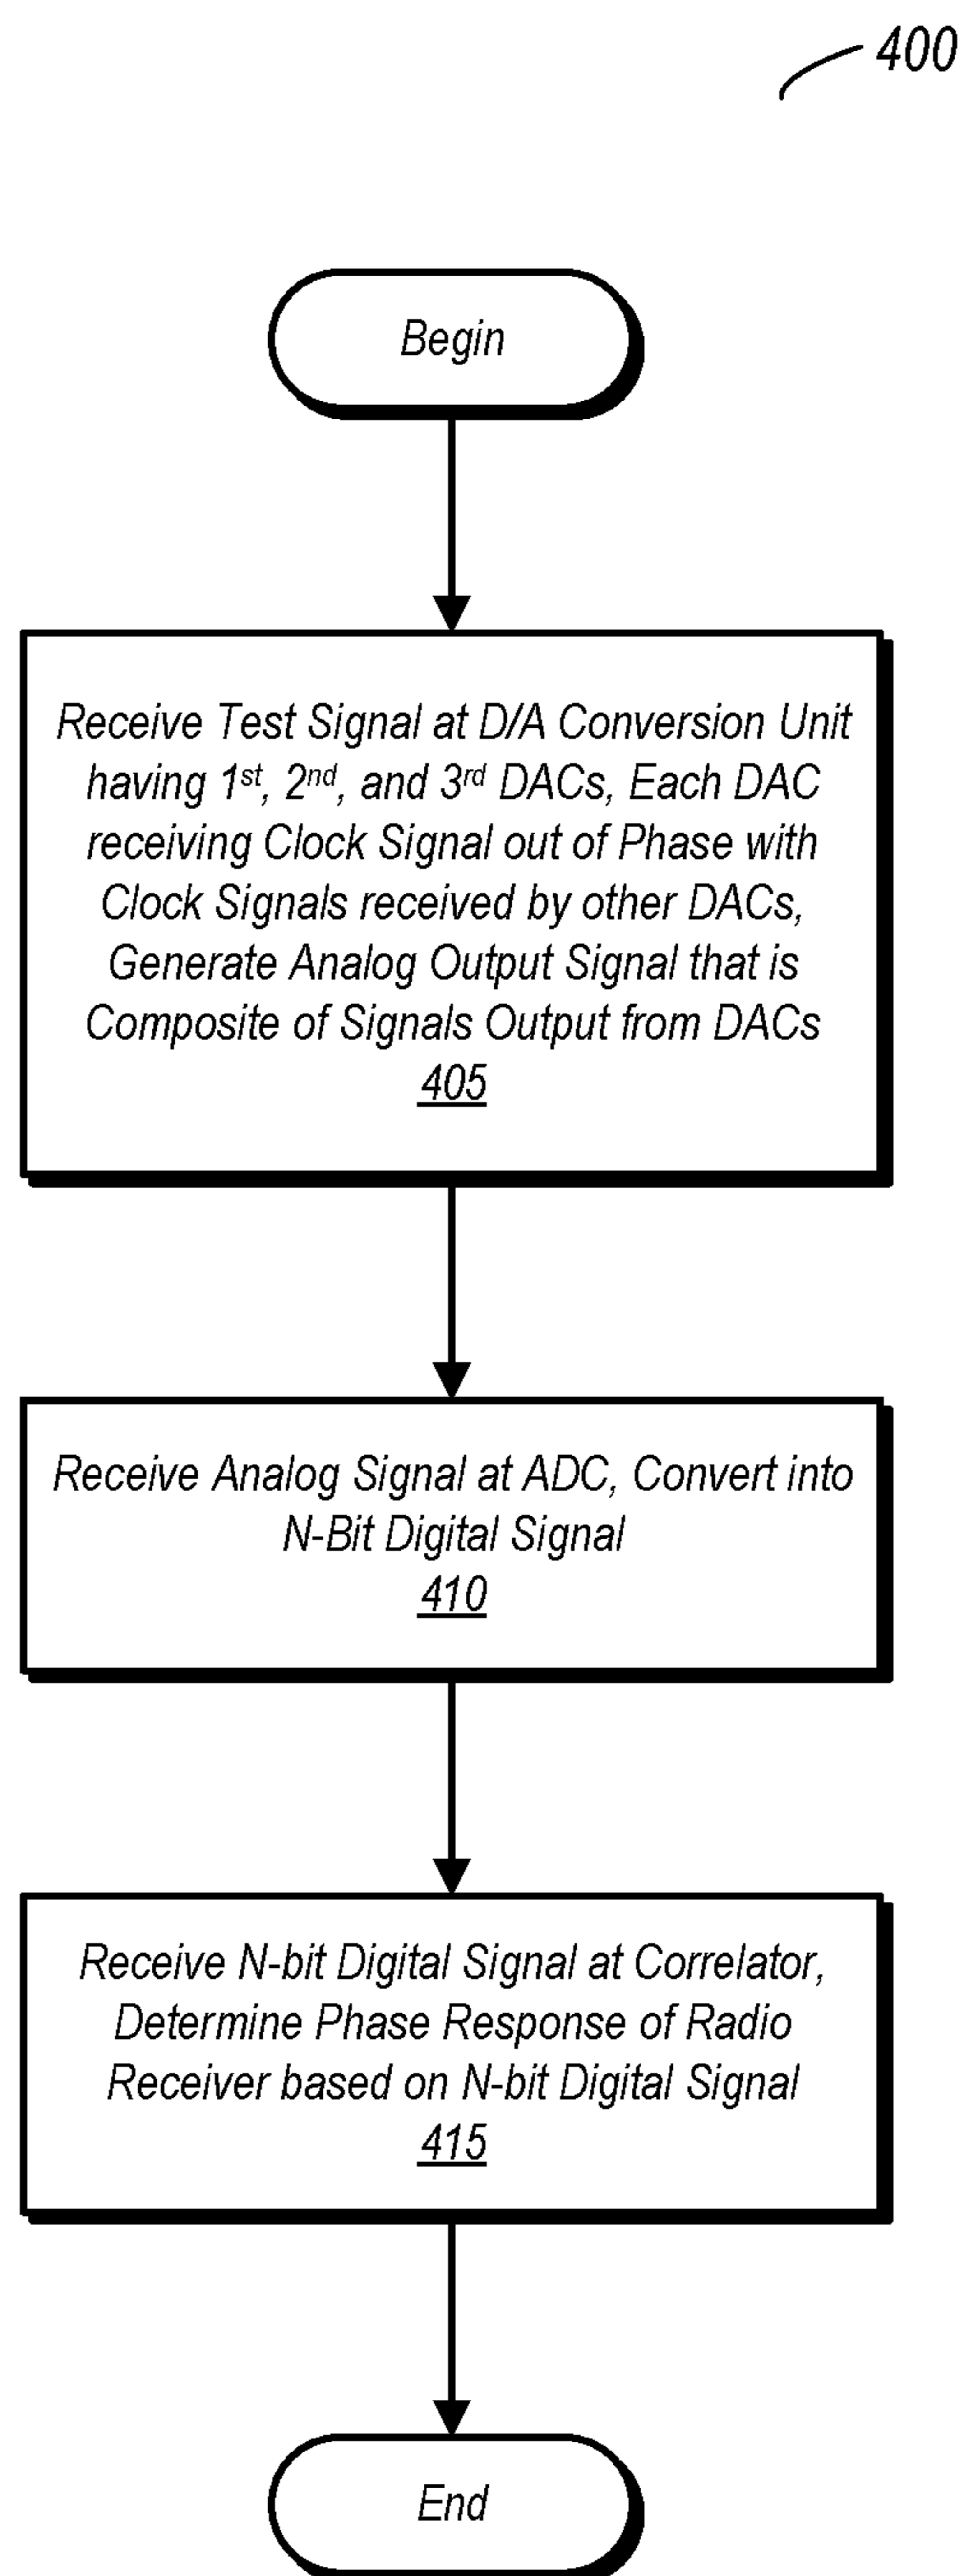 400
Begin
Receive Test Signal at D/A Conversion Unit
having 1st, 2nd, and 3rd DACs, Each DAC
receiving Clock Signal out of Phase with
Clock Signals received by other DACs,
Generate Analog Output Signal that is
Composite of Signals Output from DACs
405
Receive Analog Signal at ADC, Convert into
N-Bit Digital Signal
410
Receive N-bit Digital Signal at Correlator,
Determine Phase Response of Radio
Receiver based on N-bit Digital Signal
415
End